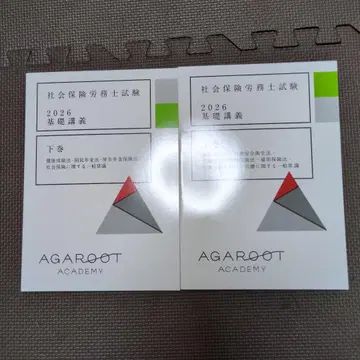 社会保険労務士試験
2026
基礎講義
下巻
健康保険法・国民年金法・厚生年金保険法・
社会保険に関する一般常識
AGAROOT
ACADEMY
社会保険労務士試験
2026
基礎講義
AGAROOT
ACADEMY